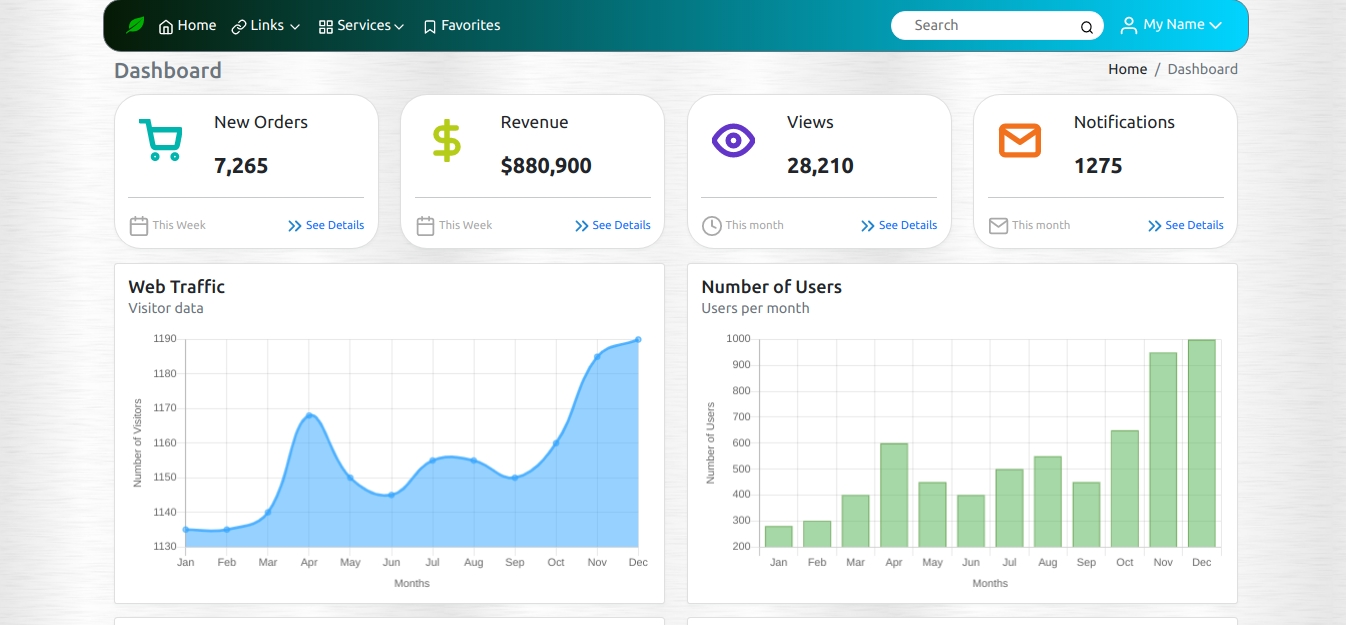 Home Links Services Favorites Search My Name
Dashboard Home / Dashboard
New Orders
7,265
This Week See Details
Revenue
$880,900
This Week See Details
Views
28,210
This month See Details
Notifications
1275
This month See Details
Web Traffic
Visitor data
Number of Visitors
1190
1180
1170
1160
1150
1140
1130
Jan Feb Mar Apr May Jun Jul Aug Sep Oct Nov Dec
Months
Number of Users
Users per month
Number of Users
1000
900
800
700
600
500
400
300
200
Jan Feb Mar Apr May Jun Jul Aug Sep Oct Nov Dec
Months